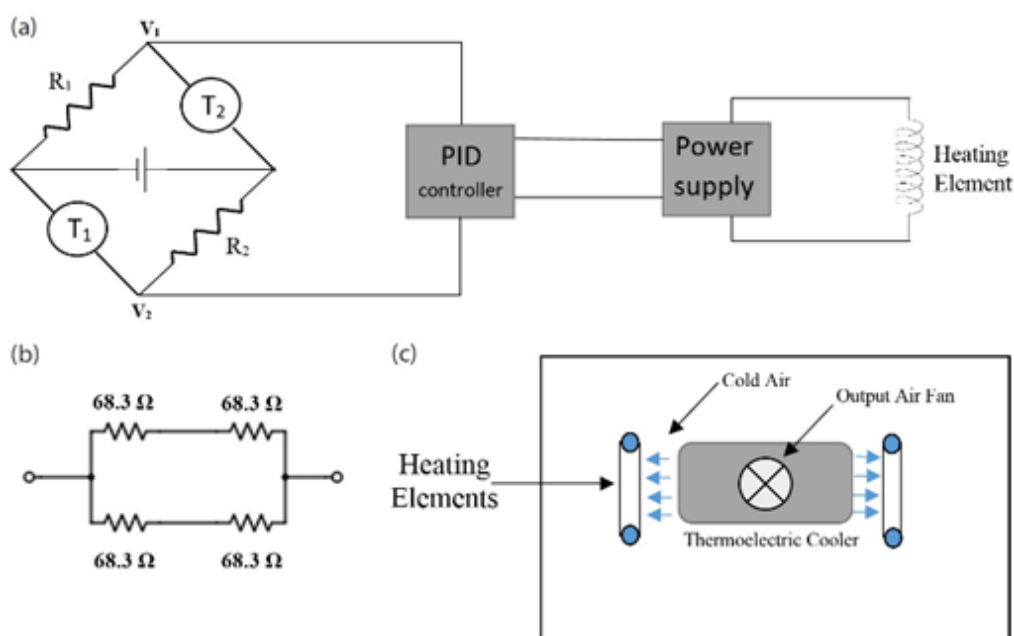 (a)
V₁
R₁
T₂
T₁
R₂
V₂
PID
controller
Power
supply
Heating
Element
(b)
68.3 Ω 68.3 Ω
68.3 Ω 68.3 Ω
(c)
Cold Air
Output Air Fan
Heating
Elements
Thermoelectric Cooler